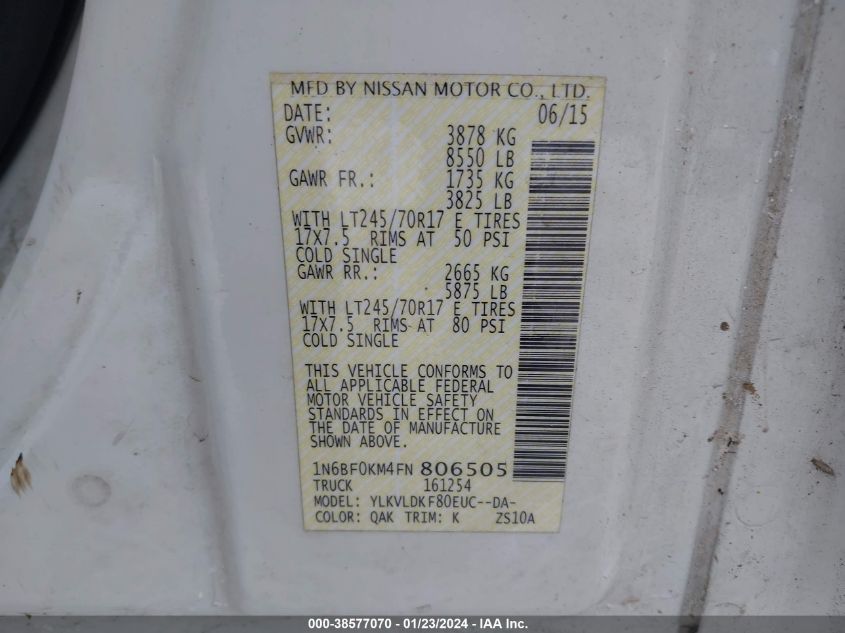 MFD BY NISSAN MOTOR CO., LTD.
DATE: 06/15
GVWR: 3878 KG
8550 LB
GAWR FR.: 1735 KG
3825 LB
WITH LT245/70R17 E TIRES
17X7.5 RIMS AT 50 PSI
COLD SINGLE
GAWR RR.: 2665 KG
5875 LB
WITH LT245/70R17 E TIRES
17X7.5 RIMS AT 80 PSI
COLD SINGLE
THIS VEHICLE CONFORMS TO
ALL APPLICABLE FEDERAL
MOTOR VEHICLE SAFETY
STANDARDS IN EFFECT ON
THE DATE OF MANUFACTURE
SHOWN ABOVE.
1N6BF0KM4FN 806505
TRUCK 161254
MODEL: YLKVLDKF80EUC--DA-
COLOR: QAK TRIM: K ZS10A
000-38577070 - 01/23/2024 - IAA Inc.